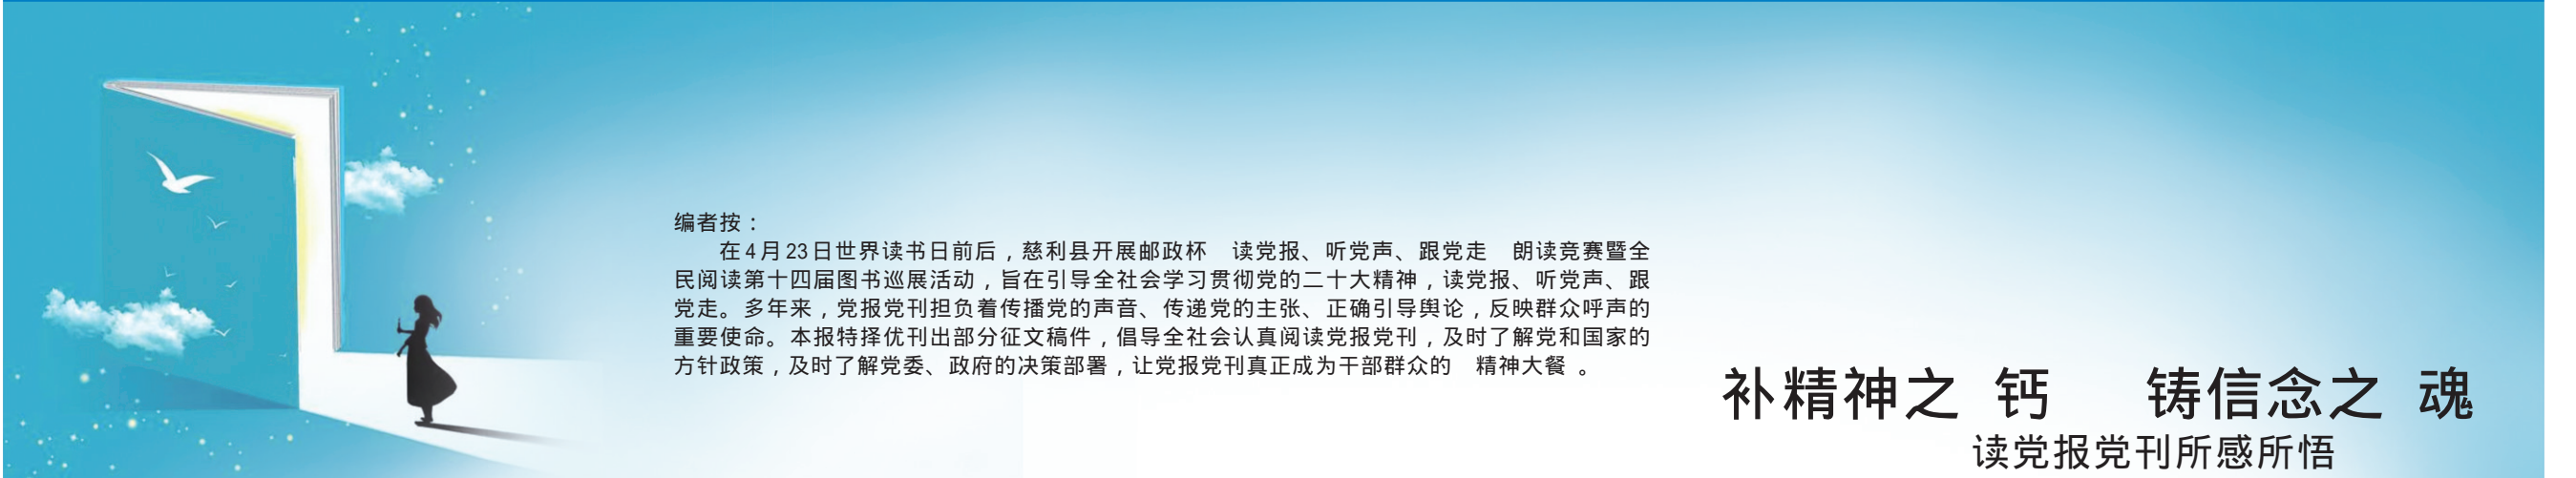 编者按：
在4月23日世界读书日前后，慈利县开展邮政杯 读党报、听党声、跟党走 朗读竞赛暨全
民阅读第十四届图书巡展活动，旨在引导全社会学习贯彻党的二十大精神，读党报、听党声、跟
党走。多年来，党报党刊担负着传播党的声音、传递党的主张、正确引导舆论，反映群众呼声的
重要使命。本报特择优刊出部分征文稿件，倡导全社会认真阅读党报党刊，及时了解党和国家的
方针政策，及时了解党委、政府的决策部署，让党报党刊真正成为干部群众的 精神大餐 。
补精神之 钙 铸信念之 魂
读党报党刊所感所悟